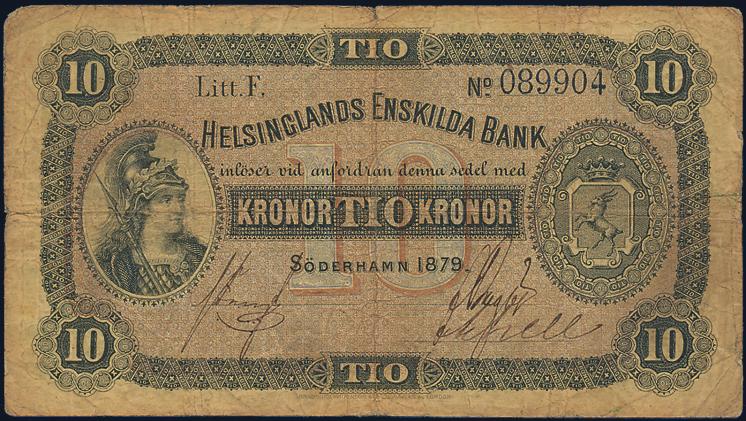 TIO
10
10
Litt. F.
Nº 089904
HELSINGLANDS ENSKILDA BANK
inlöser vid anfordran denna sedel med
10
KRONOR TIO KRONOR
SÖDERHAMN 1879.
10
10
TIO